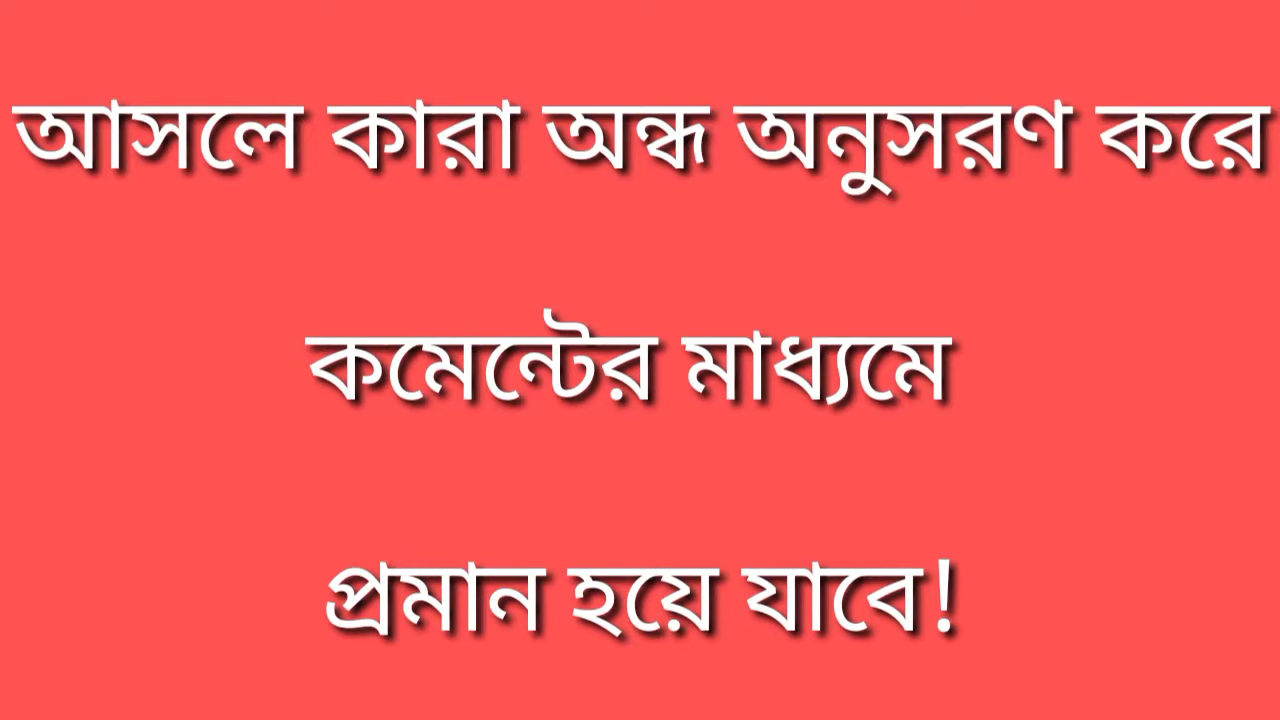 আসলে কারা অন্ধ অনুসরণ করে
কমেন্টের মাধ্যমে
প্রমান হয়ে যাবে!